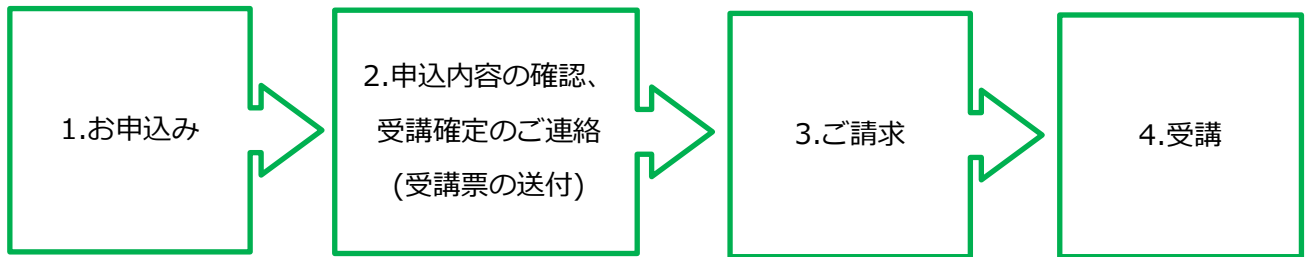 1.お申込み
2.申込内容の確認、
受講確定のご連絡
(受講票の送付)
3.ご請求
4.受講